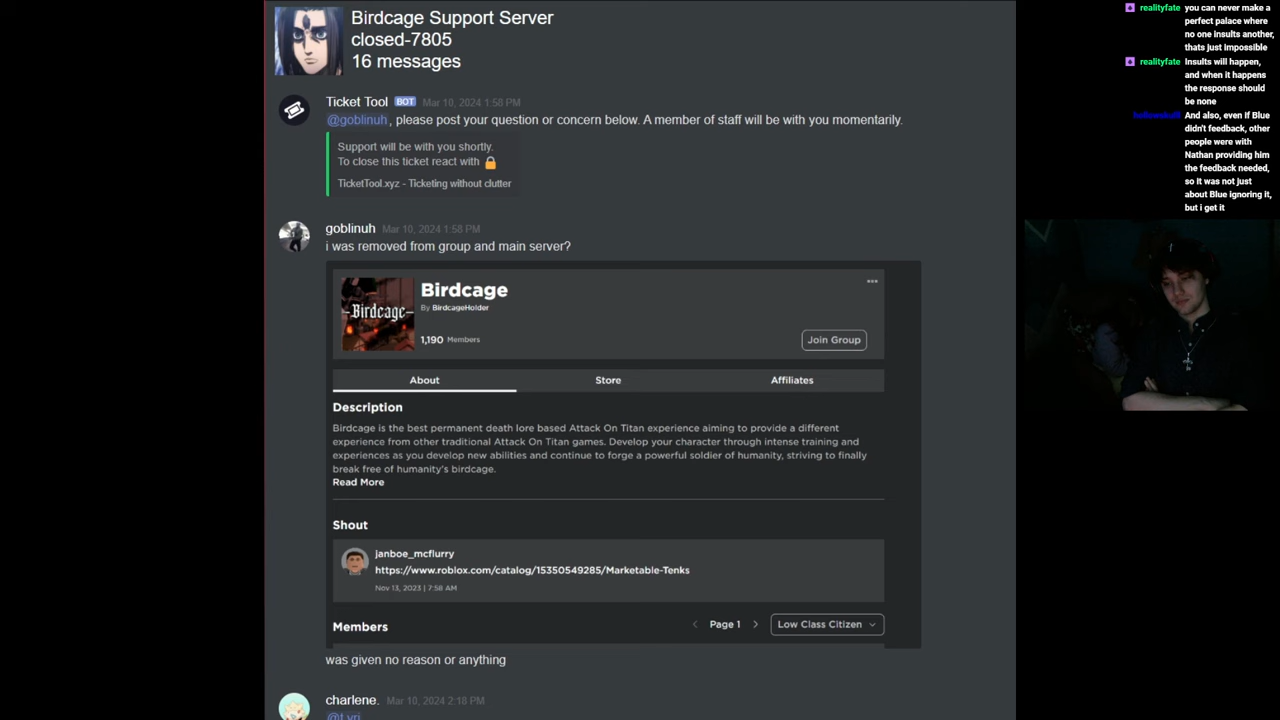 Birdcage Support Server
closed-7805
16 messages
Ticket Tool BOT Mar 10, 2024 1:58 PM
@goblinuh, please post your question or concern below. A member of staff will be with you momentarily.
Support will be with you shortly.
To close this ticket react with 🔒
TicketTool.xyz - Ticketing without clutter
goblinuh Mar 10, 2024 1:58 PM
i was removed from group and main server?
-Birdcage-
Birdcage
By BirdcageHolder
1,190 Members
Join Group
About Store Affiliates
Description
Birdcage is the best permanent death lore based Attack On Titan experience aiming to provide a different
experience from other traditional Attack On Titan games. Develop your character through intense training and
experiences as you develop new abilities and continue to forge a powerful soldier of humanity, striving to finally
break free of humanity's birdcage.
Read More
Shout
janboe_mcflurry
https://www.roblox.com/catalog/15350549285/Marketable-Tenks
Nov 13, 2023 | 7:58 AM
Members Page 1 Low Class Citizen
was given no reason or anything
charlene. Mar 10, 2024 2:18 PM
@Lyri
realityfate you can never make a
perfect palace where
no one insults another,
thats just impossible
realityfate Insults will happen,
and when it happens
the response should
be none
And also, even if Blue
didn't feedback, other
people were with
Nathan providing him
the feedback needed,
so it was not just
about Blue ignoring it,
but i get it